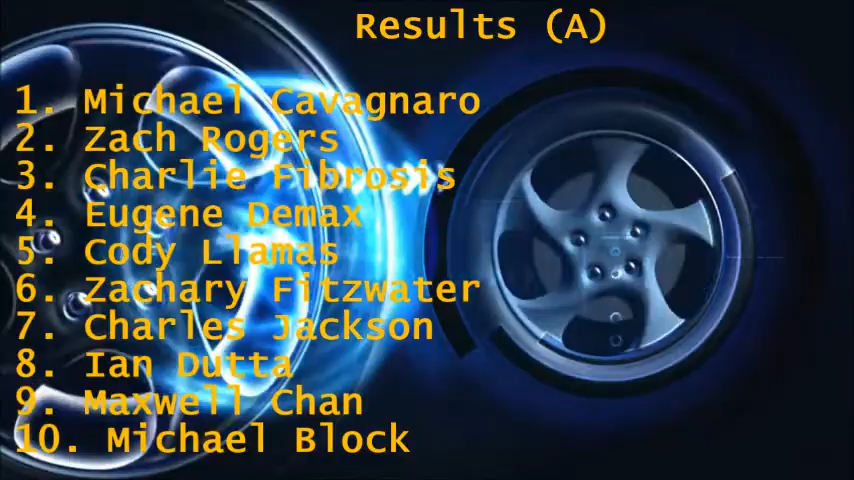 Results (A)
1. Michael Cavagnaro
2. Zach Rogers
3. Charlie Fibrosis
4. Eugene Demax
5. Cody Llamas
6. Zachary Fitzwater
7. Charles Jackson
8. Ian Dutta
9. Maxwell Chan
10. Michael Block